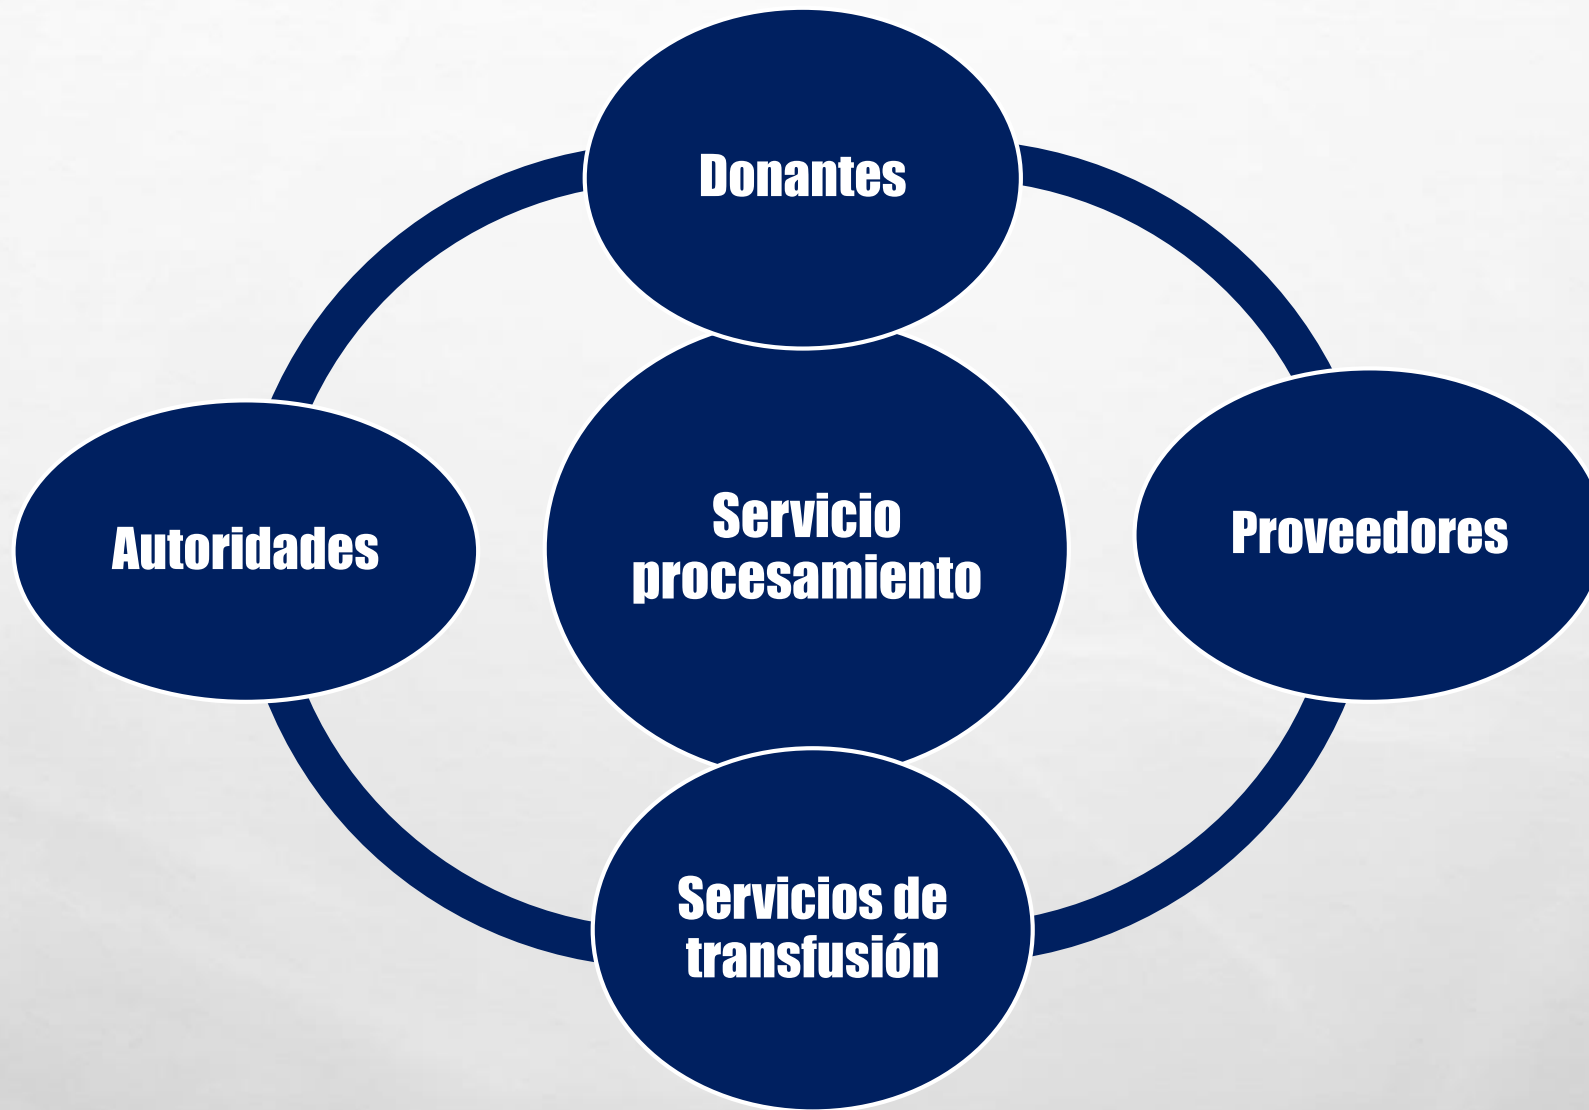 Donantes
Autoridades
Servicio
procesamiento
Proveedores
Servicios de
transfusión